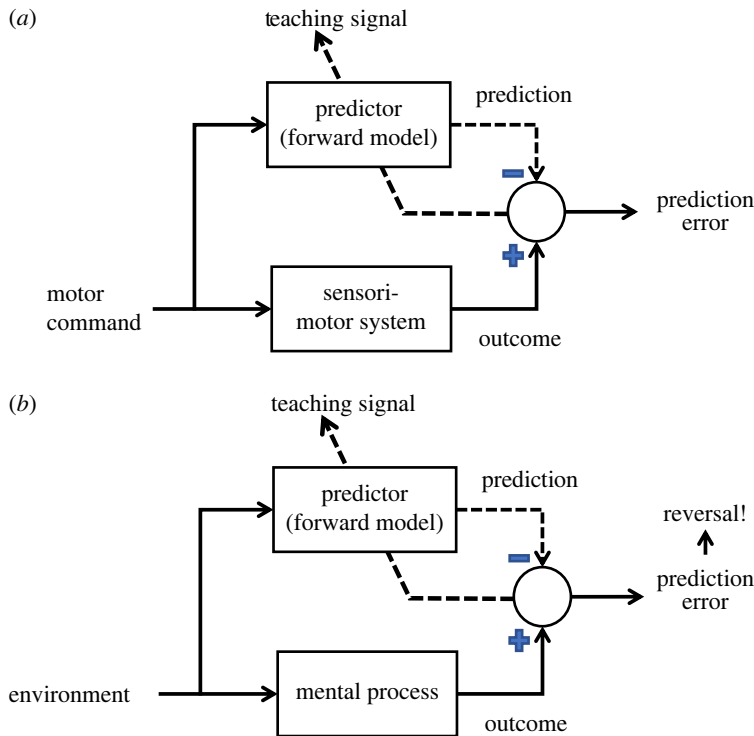 (a)
teaching signal
predictor
(forward model)
prediction
prediction
error
motor
command
sensori-
motor system
outcome
(b)
teaching signal
predictor
(forward model)
prediction
reversal!
prediction
error
environment
mental process
outcome